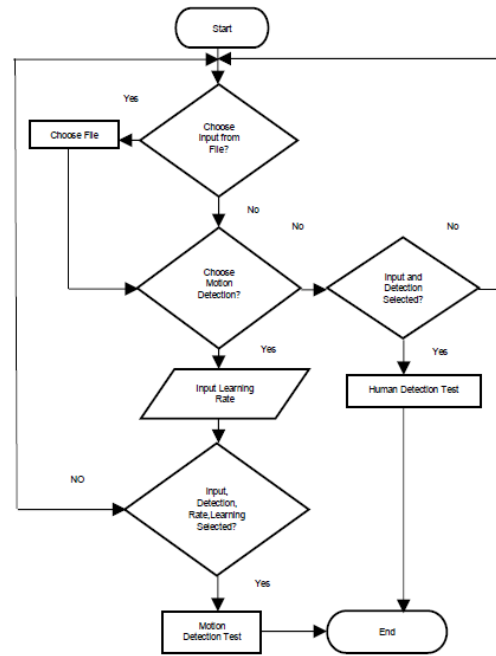 Start
Yes
Choose
Input from
File?
Choose File
No
No
No
Choose
Motion
Detection?
Input and
Detection
Selected?
Yes
Yes
Input Learning
Rate
Human Detection Test
NO
Input,
Detection,
Rate,Learning
Selected?
Yes
Motion
Detection Test
End